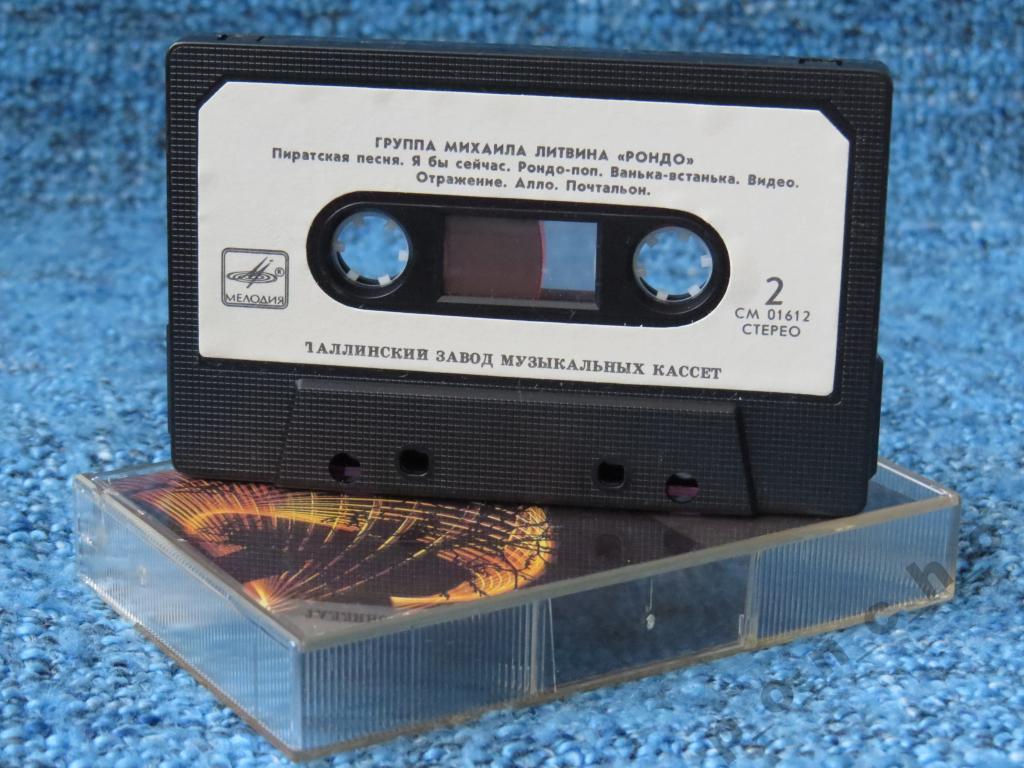 ГРУППА МИХАИЛА ЛИТВИНА «РОНДО»
Пиратская песня. Я бы сейчас. Рондо-поп. Ванька-встанька. Видео.
Отражение. Алло. Почтальон.
МЕЛОДИЯ ®
2
СМ 01612
СТЕРЕО
ТАЛЛИНСКИЙ ЗАВОД МУЗЫКАЛЬНЫХ КАССЕТ